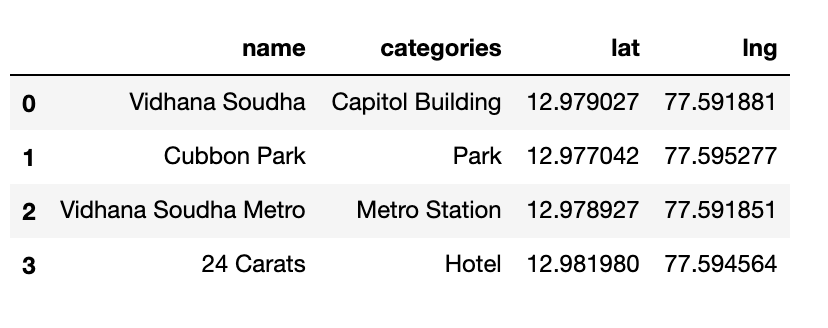 name categories lat lng
0 Vidhana Soudha Capitol Building 12.979027 77.591881
1 Cubbon Park Park 12.977042 77.595277
2 Vidhana Soudha Metro Metro Station 12.978927 77.591851
3 24 Carats Hotel 12.981980 77.594564